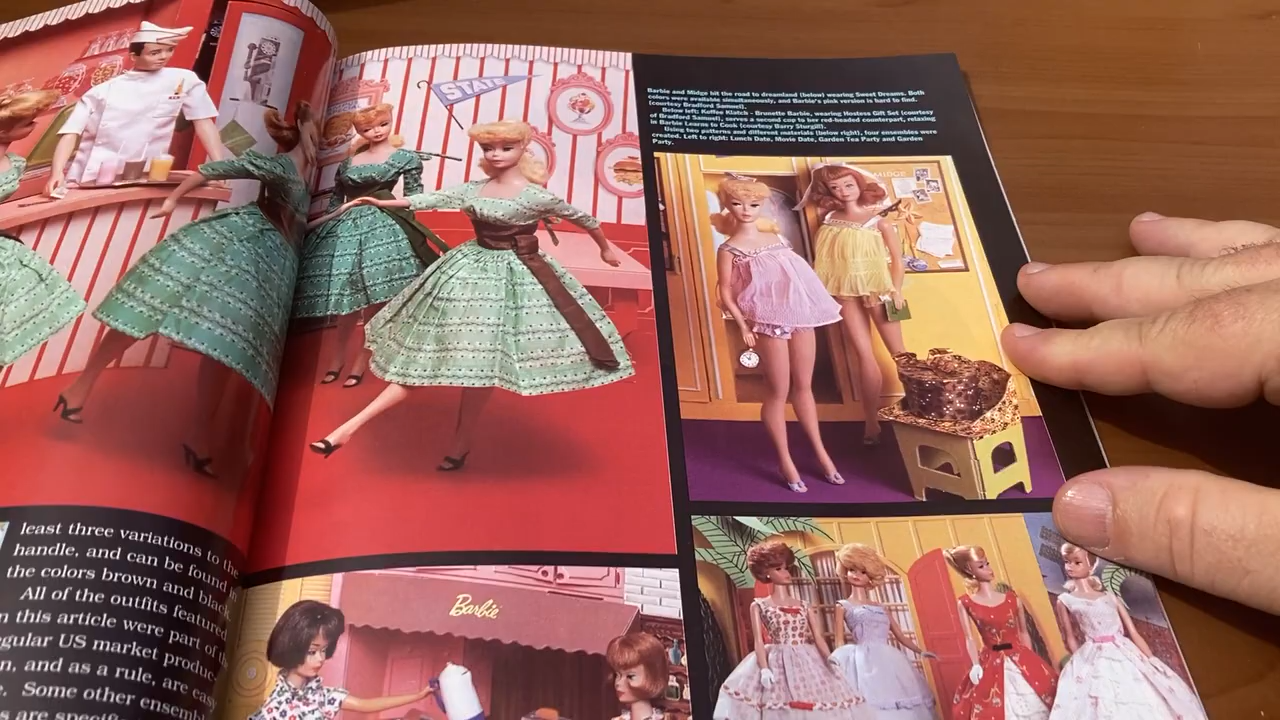 STATE
Barbie and Midge hit the road to dreamland (below) wearing Sweet Dreams. Both
colors were available simultaneously, and Barbie's pink version is hard to find.
(courtesy Bradford Samuel).
Below left: Koffee Klatch - Brunette Barbie, wearing Hostess Gift Set (courtesy
of Bradford Samuel), serves a second cup to her red-headed counterpart, relaxing
in Barbie Learns to Cook (courtesy Barry Sturgill).
Using two patterns and different materials (below right), four ensembles were
created. Left to right: Lunch Date, Movie Date, Garden Tea Party and Garden
Party.
MIDGE
least three variations to the
handle, and can be found in
the colors brown and black.
All of the outfits featured
n this article were part of
egular US market produc-
n, and as a rule, are easy
e. Some other ensembl
s are specific
Barbie